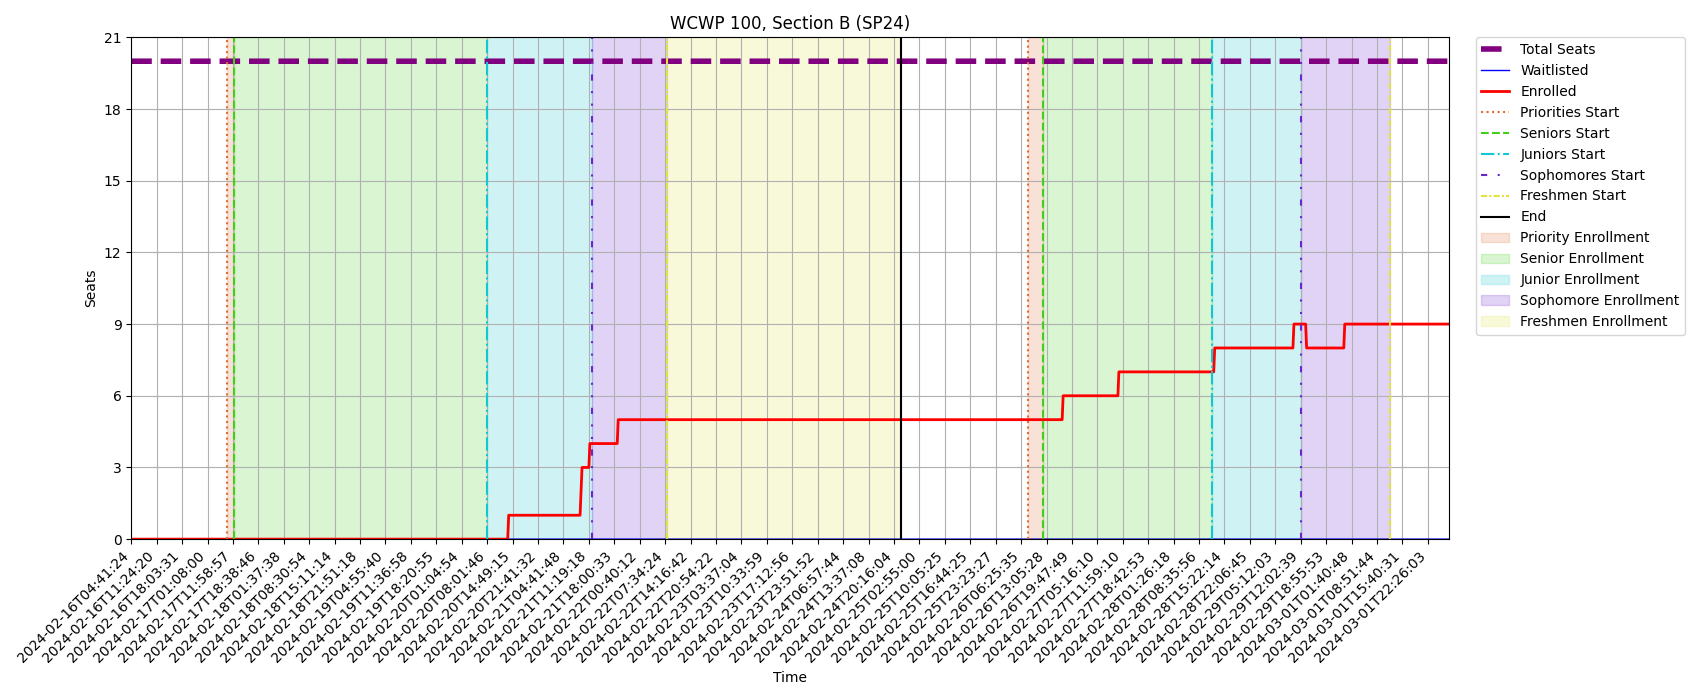 WCWP 100, Section B (SP24)
21
18
15
12
9
6
3
0
Seats
2024-02-16T04:41:24
2024-02-16T11:24:20
2024-02-16T18:03:31
2024-02-17T01:08:00
2024-02-17T11:58:57
2024-02-17T18:38:46
2024-02-18T01:37:38
2024-02-18T08:30:54
2024-02-18T15:11:14
2024-02-18T21:51:18
2024-02-19T04:55:40
2024-02-19T11:36:58
2024-02-19T18:20:55
2024-02-20T01:04:54
2024-02-20T08:01:46
2024-02-20T14:49:15
2024-02-20T21:41:32
2024-02-21T04:41:48
2024-02-21T11:19:18
2024-02-21T18:00:33
2024-02-22T00:40:12
2024-02-22T07:34:24
2024-02-22T14:16:42
2024-02-22T20:54:22
2024-02-23T03:37:04
2024-02-23T10:33:59
2024-02-23T17:12:56
2024-02-23T23:51:52
2024-02-24T06:57:44
2024-02-24T13:37:08
2024-02-24T20:16:04
2024-02-25T02:55:00
2024-02-25T10:05:25
2024-02-25T16:44:25
2024-02-25T23:23:27
2024-02-26T06:25:35
2024-02-26T13:05:28
2024-02-26T19:47:49
2024-02-27T05:16:10
2024-02-27T11:59:10
2024-02-27T18:42:53
2024-02-28T01:26:18
2024-02-28T08:35:56
2024-02-28T15:22:14
2024-02-28T22:06:45
2024-02-29T05:12:03
2024-02-29T12:02:39
2024-02-29T18:55:53
2024-03-01T01:40:48
2024-03-01T08:51:44
2024-03-01T15:40:31
2024-03-01T22:26:03
Time
Total Seats
Waitlisted
Enrolled
Priorities Start
Seniors Start
Juniors Start
Sophomores Start
Freshmen Start
End
Priority Enrollment
Senior Enrollment
Junior Enrollment
Sophomore Enrollment
Freshmen Enrollment